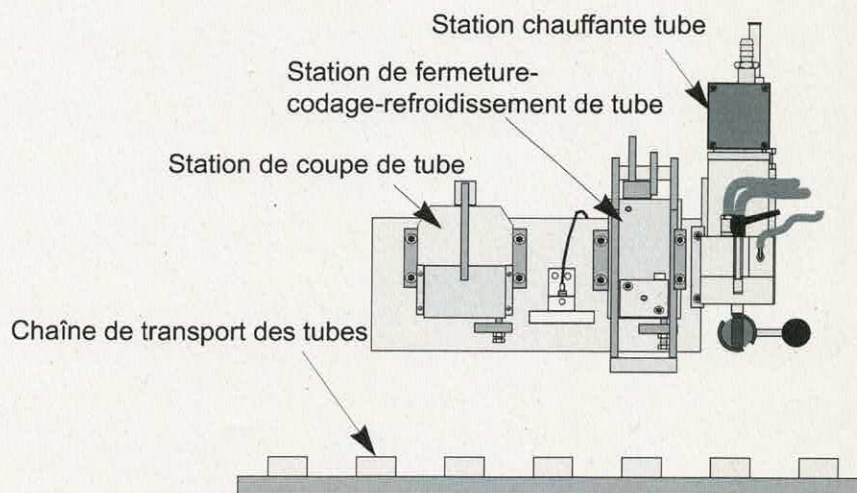 Station chauffante tube
Station de fermeture-
codage-refroidissement de tube
Station de coupe de tube
Chaîne de transport des tubes